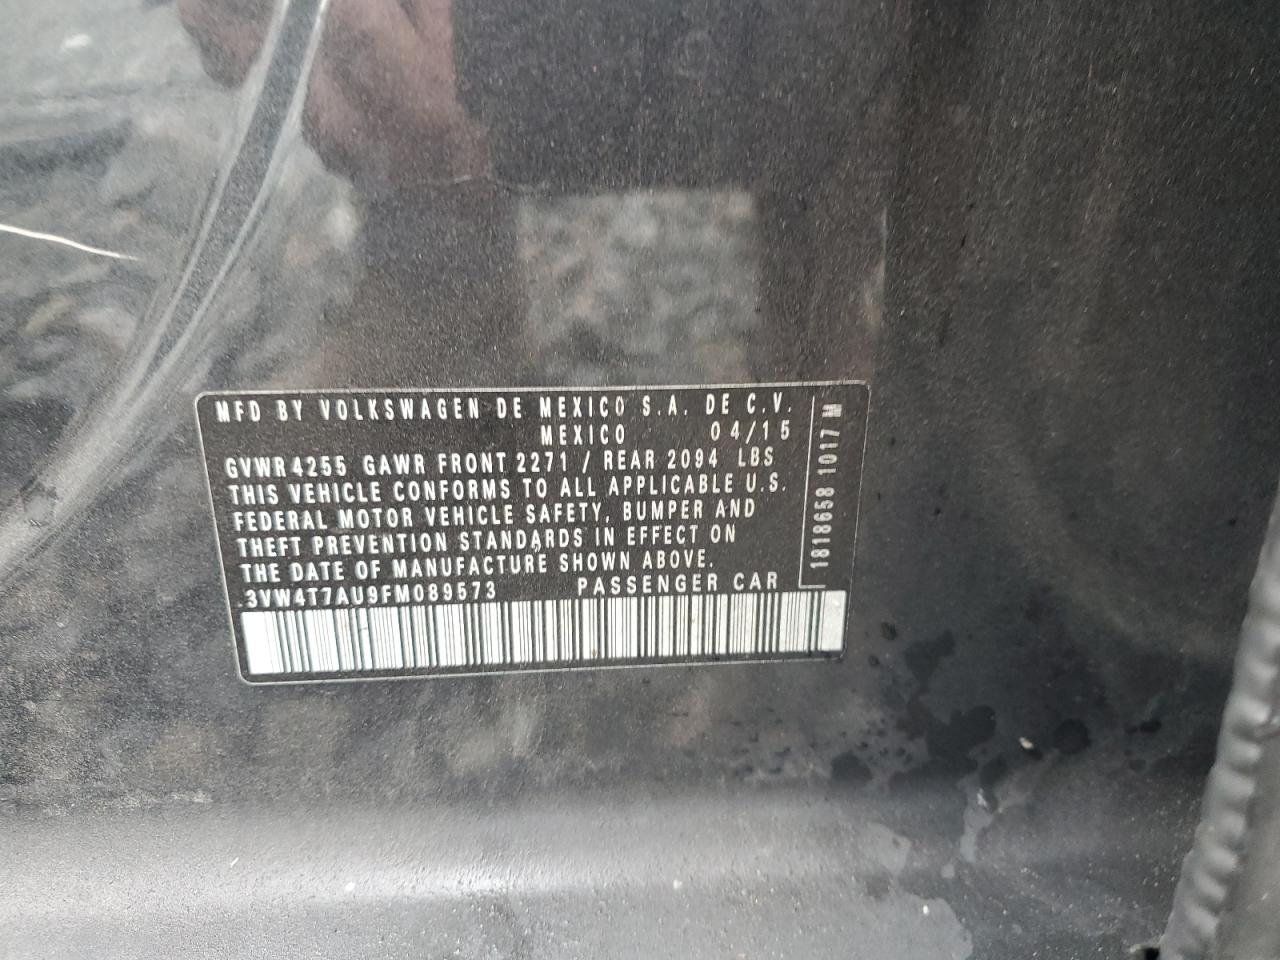 MFD BY VOLKSWAGEN DE MEXICO S.A. DE C.V.
MEXICO 04/15
GVWR 4255 GAWR FRONT 2271 / REAR 2094 LBS
THIS VEHICLE CONFORMS TO ALL APPLICABLE U.S.
FEDERAL MOTOR VEHICLE SAFETY, BUMPER AND
THEFT PREVENTION STANDARDS IN EFFECT ON
THE DATE OF MANUFACTURE SHOWN ABOVE.
3VW4T7AU9FM089573 PASSENGER CAR
1818658 1017 M